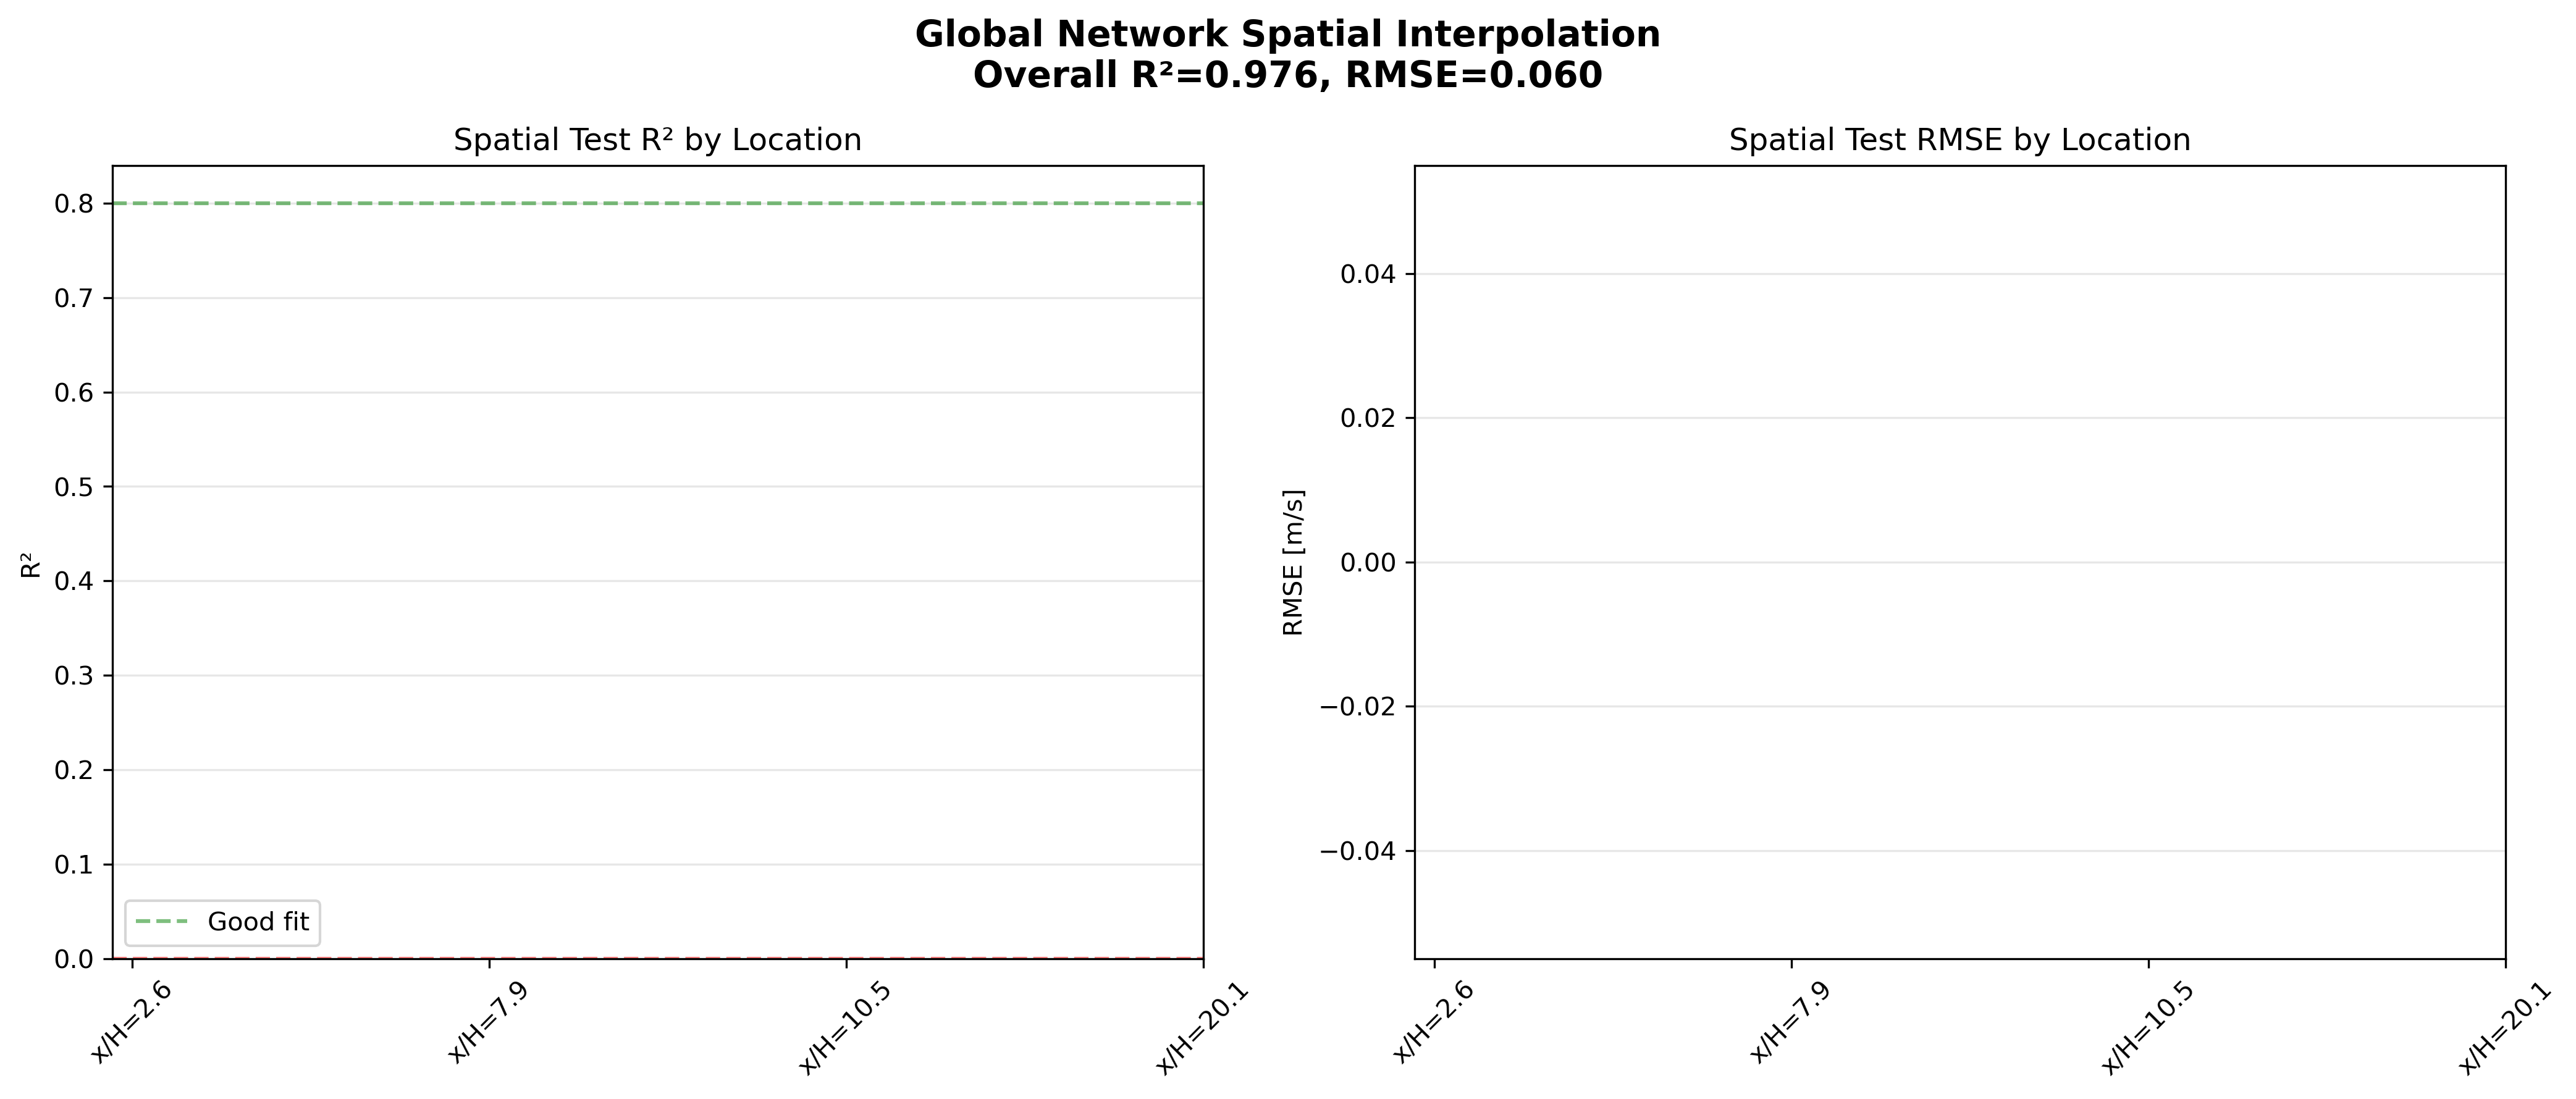 Global Network Spatial Interpolation
Overall R²=0.976, RMSE=0.060
Spatial Test R² by Location
R²
0.8
0.7
0.6
0.5
0.4
0.3
0.2
0.1
0.0
Good fit
x/H=2.6
x/H=7.9
x/H=10.5
x/H=20.1
Spatial Test RMSE by Location
RMSE [m/s]
0.04
0.02
0.00
−0.02
−0.04
x/H=2.6
x/H=7.9
x/H=10.5
x/H=20.1